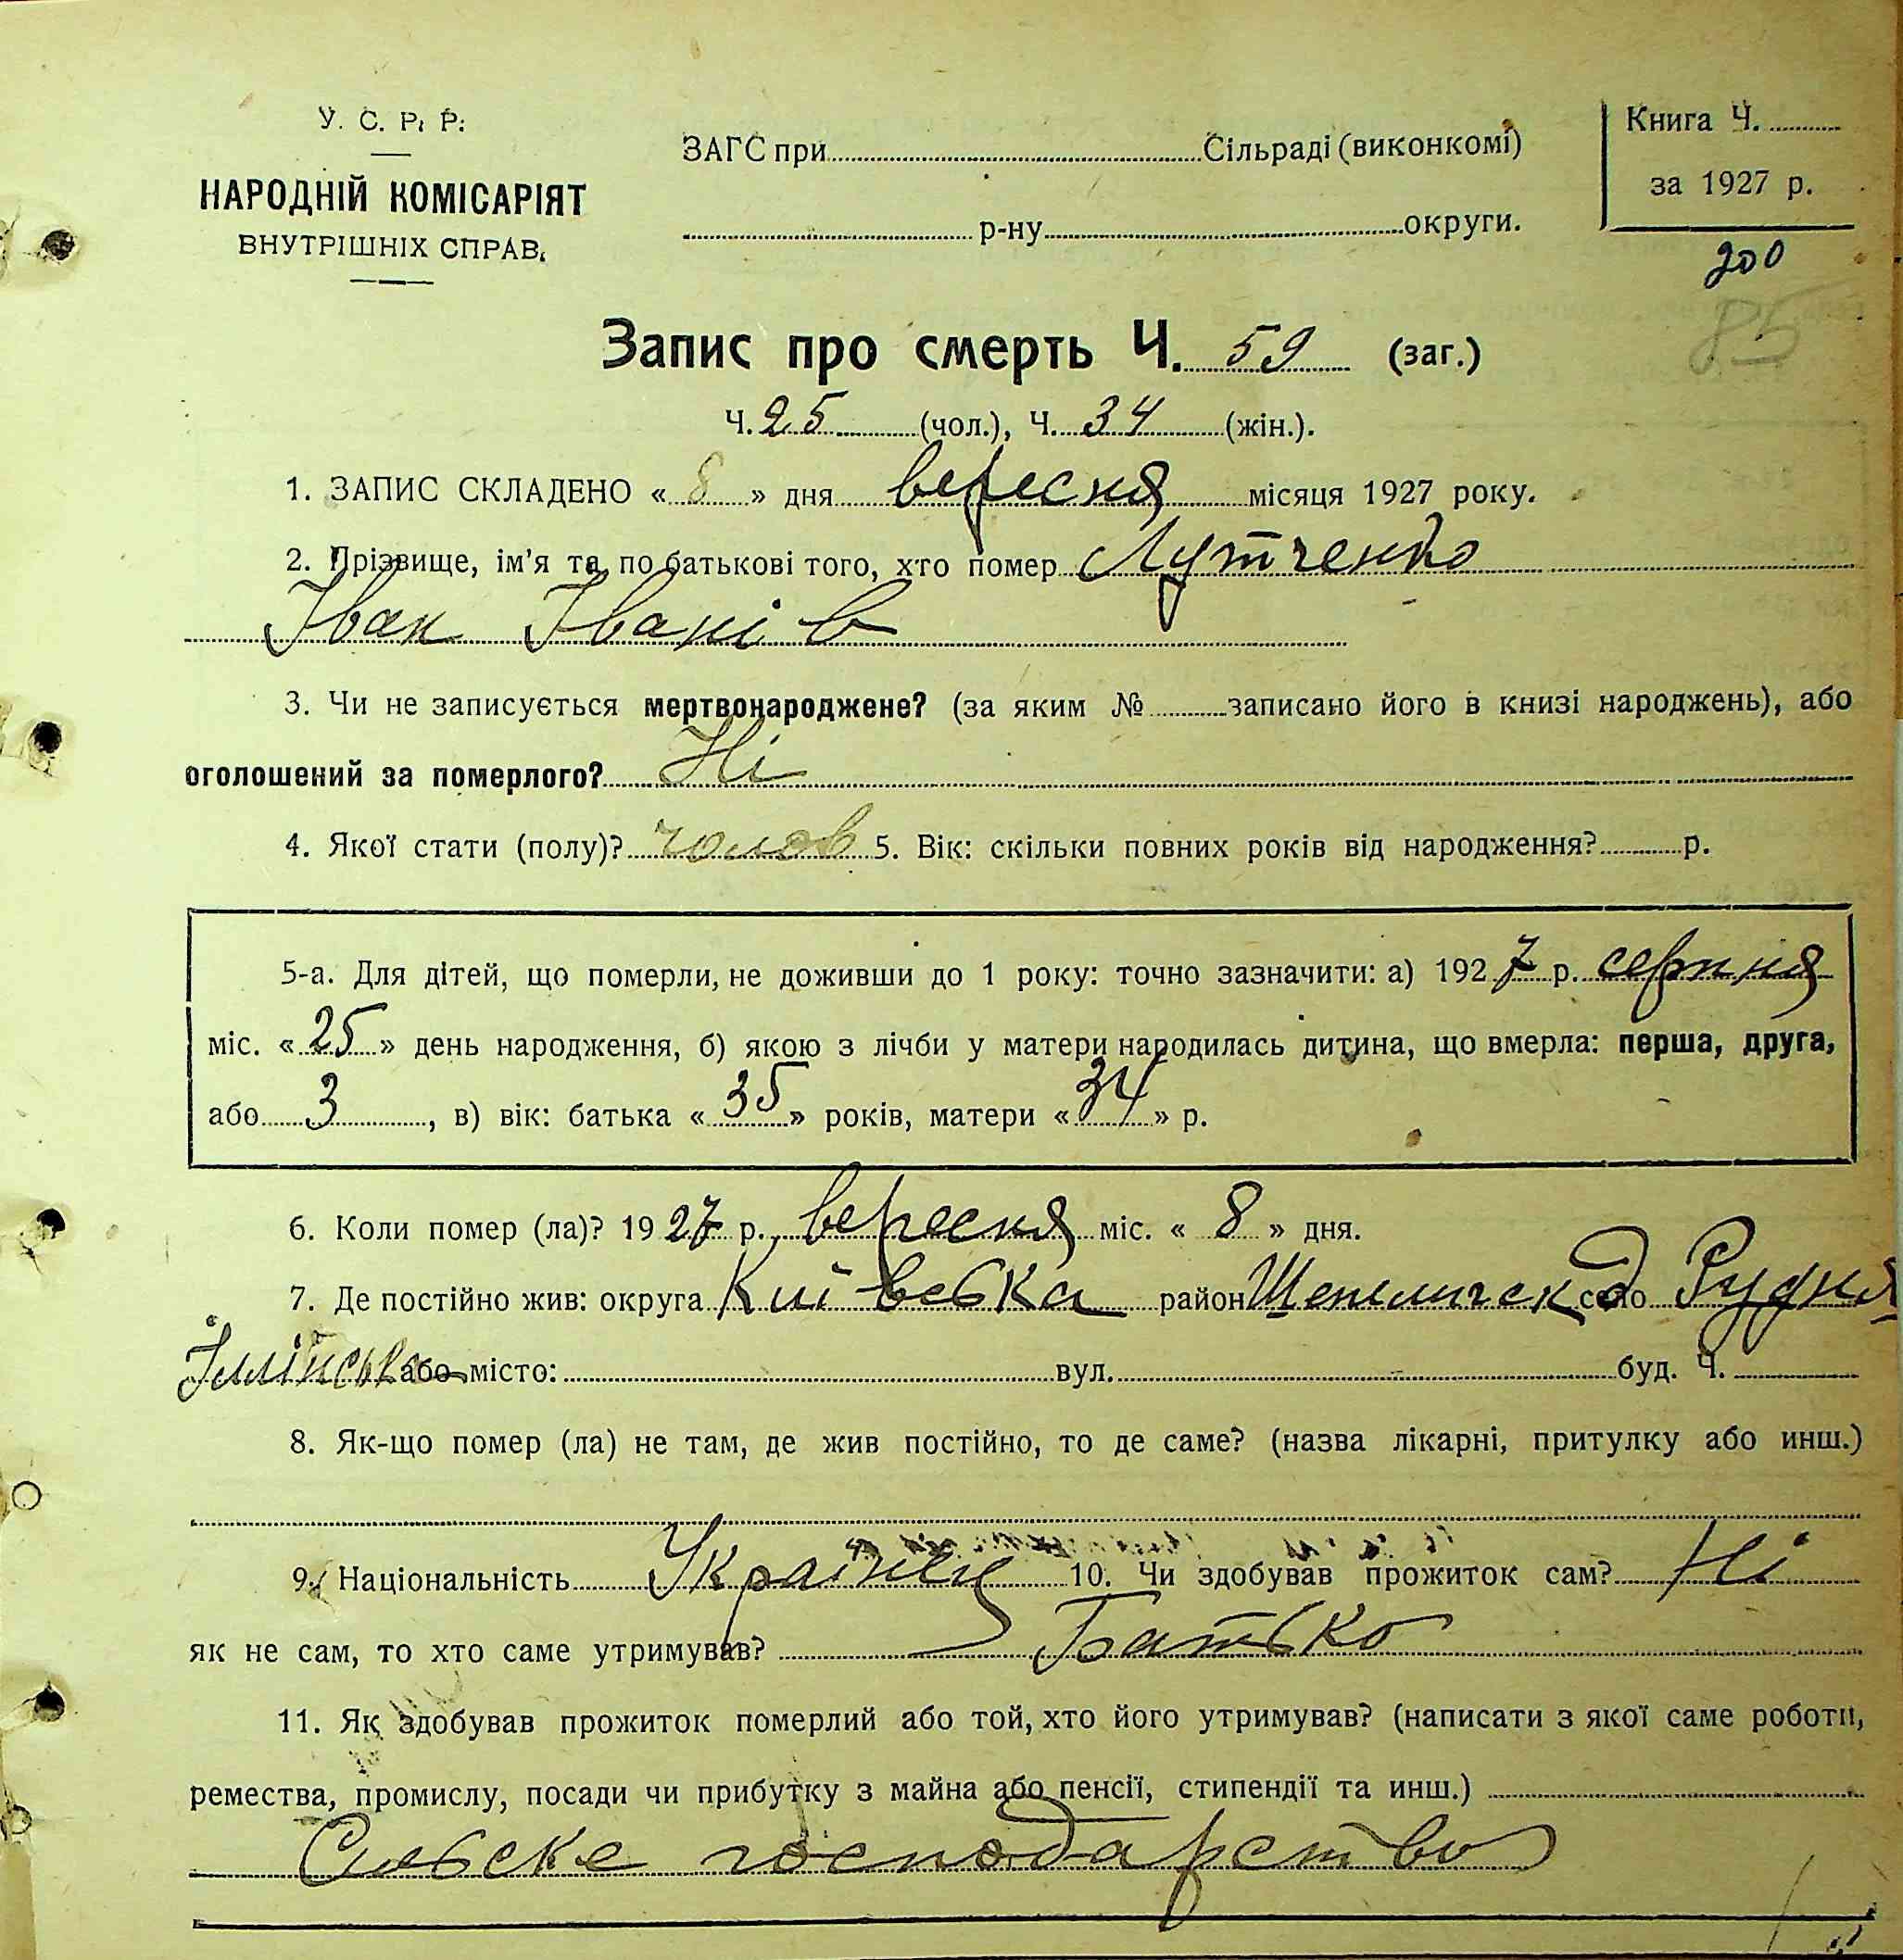 У. С. Р. Р.
НАРОДНІЙ КОМІСАРІЯТ
ВНУТРІШНІХ СПРАВ.
ЗАГС при Сільраді (виконкомі)
р-ну округи.
Книга Ч.
за 1927 р.
200
85
Запис про смерть Ч. 59 (заг.)
Ч. 25 (чол.), Ч. 34 (жін.).
1. ЗАПИС СКЛАДЕНО « 8 » дня вересня місяця 1927 року.
2. Прізвище, ім'я та по батькові того, хто помер Лутченко
Іван Іванів
3. Чи не записується мертвонароджене? (за яким № записано його в книзі народжень), або
оголошений за померлого? Ні
4. Якої стати (полу)? чолов 5. Вік: скільки повних років від народження? р.
5-а. Для дітей, що померли, не доживши до 1 року: точно зазначити: а) 1927 р. серпня
міс. « 25 » день народження, б) якою з лічби у матери народилась дитина, що вмерла: перша, друга,
або 3, в) вік: батька « 35 » років, матери « 34 » р.
6. Коли помер (ла)? 1927 р. вересня міс. « 8 » дня.
7. Де постійно жив: округа Київська район Шепелическ село Рудня
Іллінська або місто: вул. буд. Ч.
8. Як-що помер (ла) не там, де жив постійно, то де саме? (назва лікарні, притулку або инш.)
9. Національність Українец 10. Чи здобував прожиток сам? Ні
як не сам, то хто саме утримував? Батько
11. Як здобував прожиток померлий або той, хто його утримував? (написати з якої саме роботи,
ремества, промислу, посади чи прибутку з майна або пенсії, стипендії та инш.)
Сільське господарство